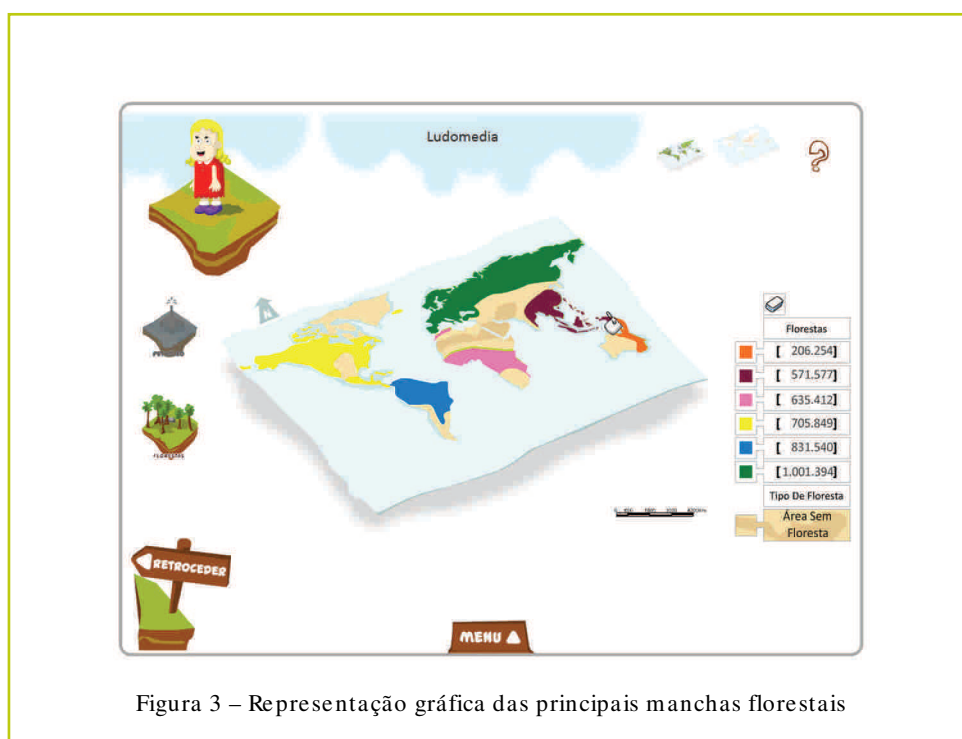 Ludomedia
N
FLORESTAS
Florestas
[ 206.254]
[ 571.577]
[ 635.412]
[ 705.849]
[ 831.540]
[1.001.394]
Tipo De Floresta
Área Sem
Floresta
RETROCEDER
MENU
Figura 3 – Representação gráfica das principais manchas florestais